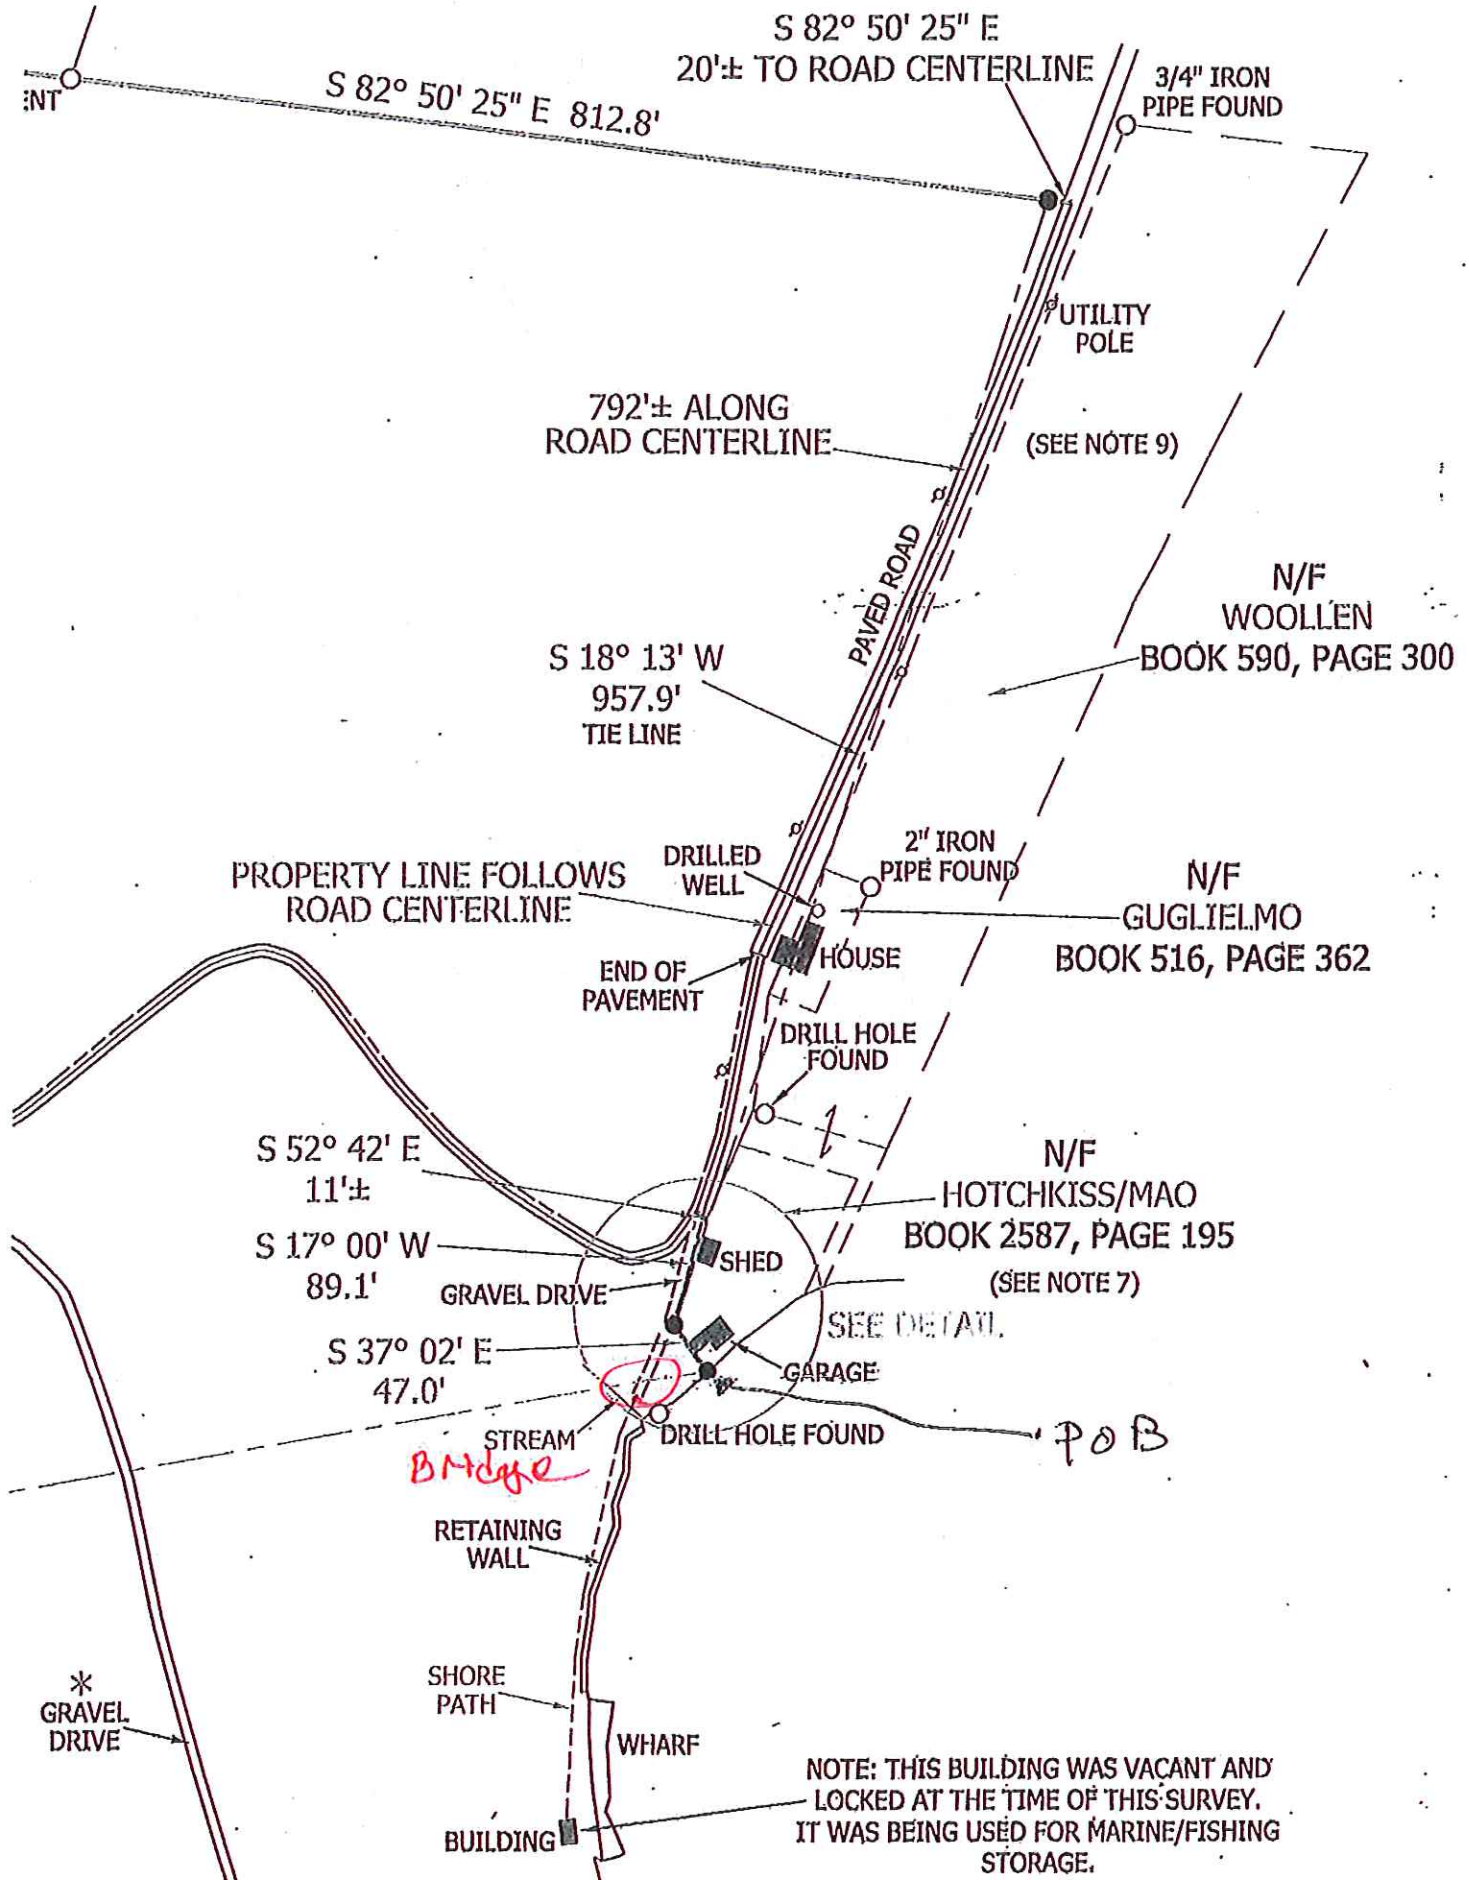 S 82° 50' 25" E
20'± TO ROAD CENTERLINE
3/4" IRON
PIPE FOUND
ENT
S 82° 50' 25" E 812.8'
UTILITY
POLE
792'± ALONG
ROAD CENTERLINE
(SEE NOTE 9)
PAVED ROAD
N/F
WOOLLEN
BOOK 590, PAGE 300
S 18° 13' W
957.9'
TIE LINE
2" IRON
PIPE FOUND
DRILLED
WELL
PROPERTY LINE FOLLOWS
ROAD CENTERLINE
N/F
GUGLIELMO
BOOK 516, PAGE 362
HOUSE
END OF
PAVEMENT
DRILL HOLE
FOUND
S 52° 42' E
11'±
N/F
HOTCHKISS/MAO
BOOK 2587, PAGE 195
(SEE NOTE 7)
S 17° 00' W
89.1'
SHED
GRAVEL DRIVE
SEE DETAIL
S 37° 02' E
47.0'
GARAGE
STREAM
DRILL HOLE FOUND
POB
Bridge
RETAINING
WALL
SHORE
PATH
*
GRAVEL
DRIVE
WHARF
NOTE: THIS BUILDING WAS VACANT AND
LOCKED AT THE TIME OF THIS SURVEY.
IT WAS BEING USED FOR MARINE/FISHING
STORAGE.
BUILDING